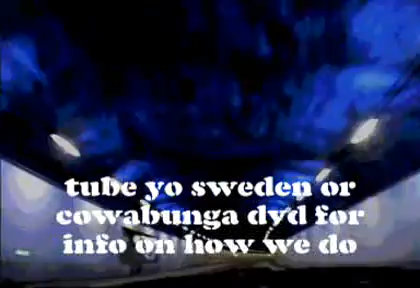 tube yo sweden or
cowabunga dvd for
info on how we do